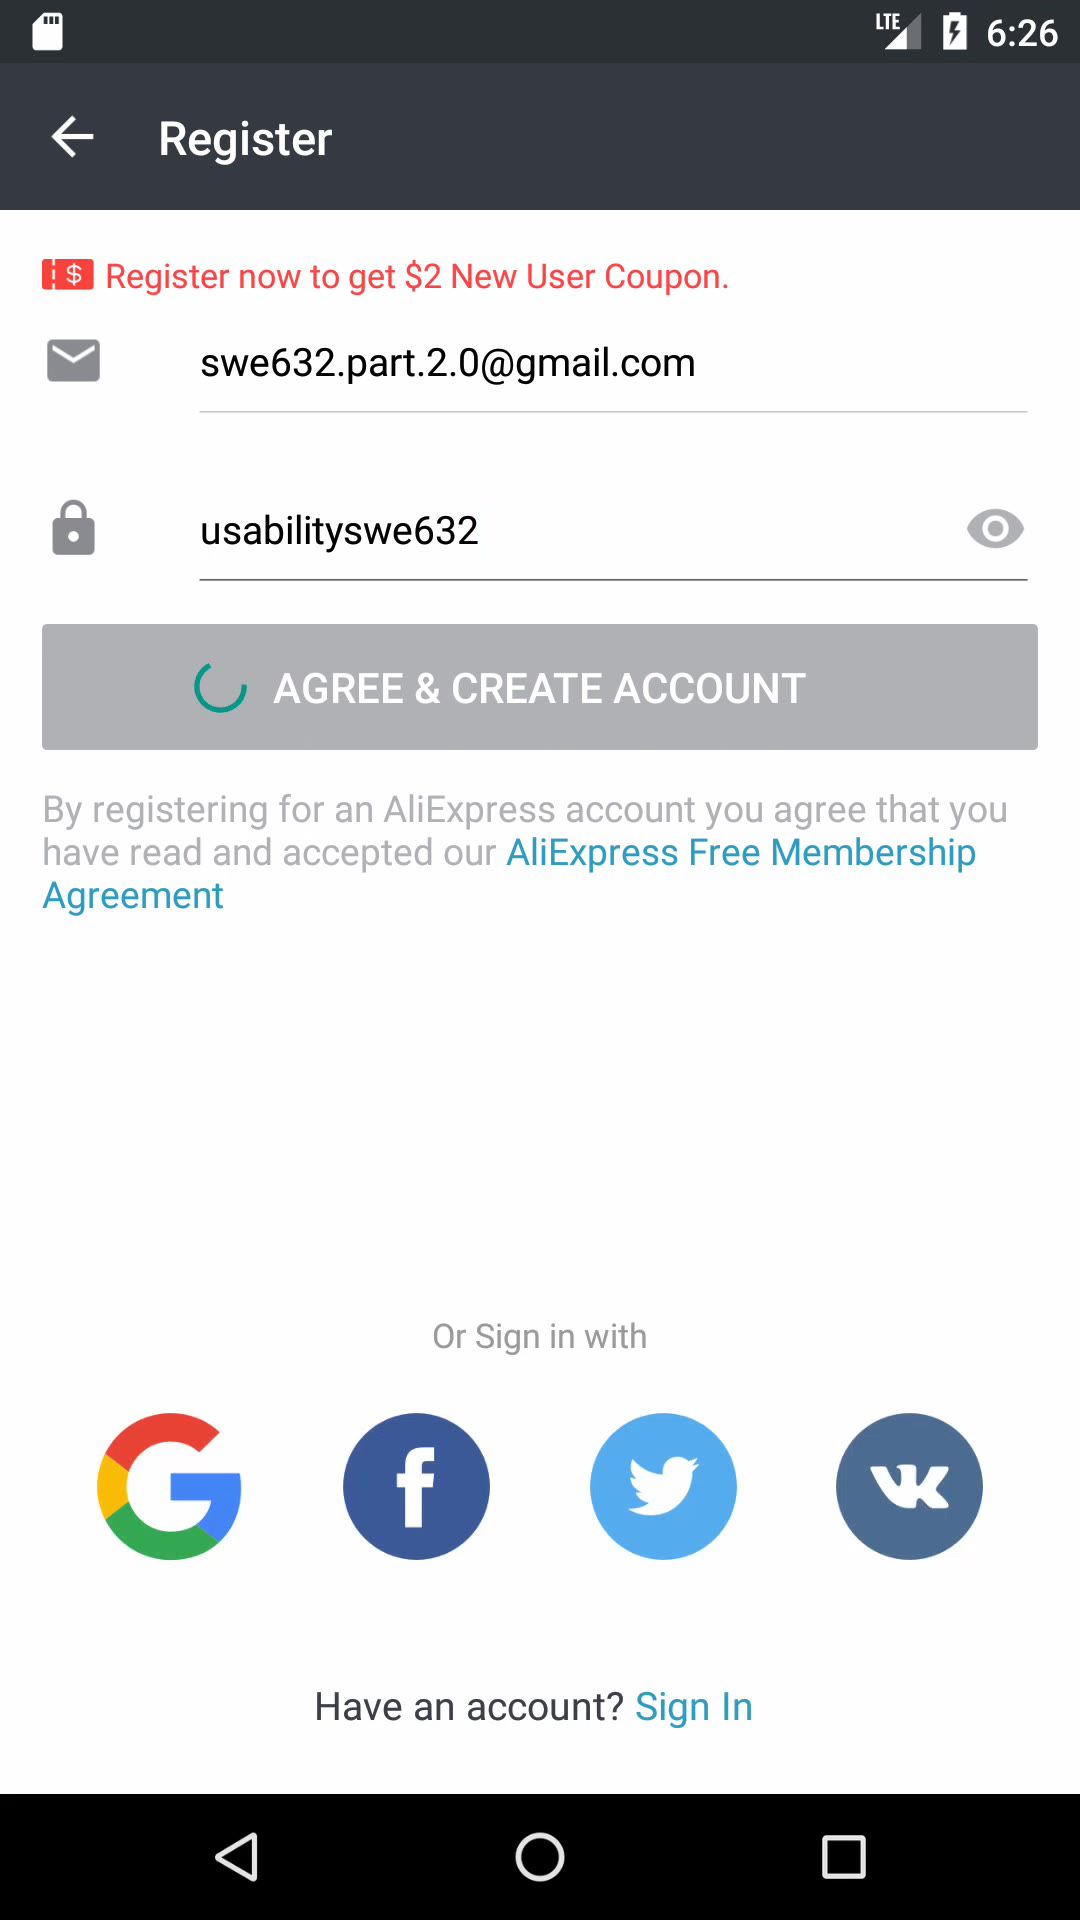 LTE 6:26
Register
$ Register now to get $2 New User Coupon.
swe632.part.2.0@gmail.com
usabilityswe632
AGREE & CREATE ACCOUNT
By registering for an AliExpress account you agree that you
have read and accepted our AliExpress Free Membership
Agreement
Or Sign in with
Have an account? Sign In